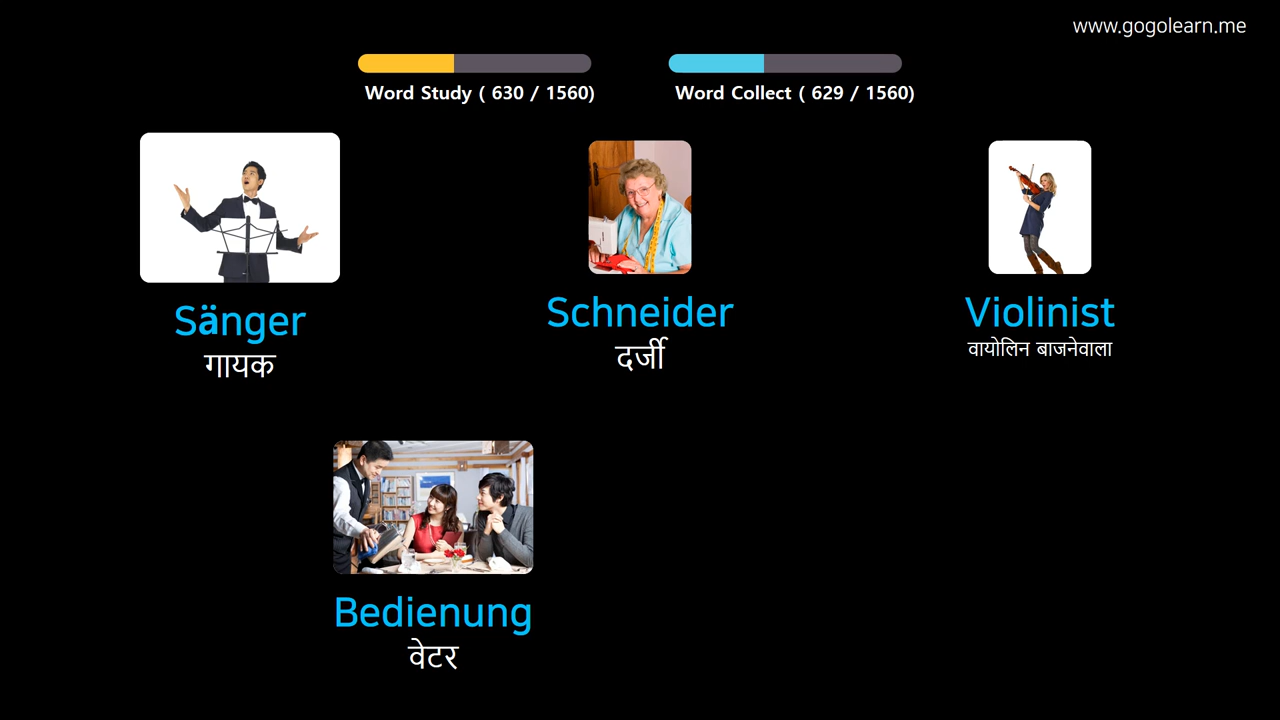 www.gogolearn.me
Word Study ( 630 / 1560)
Word Collect ( 629 / 1560)
Sänger
गायक
Schneider
दर्जी
Violinist
वायोलिन बाजनेवाला
Bedienung
वेटर